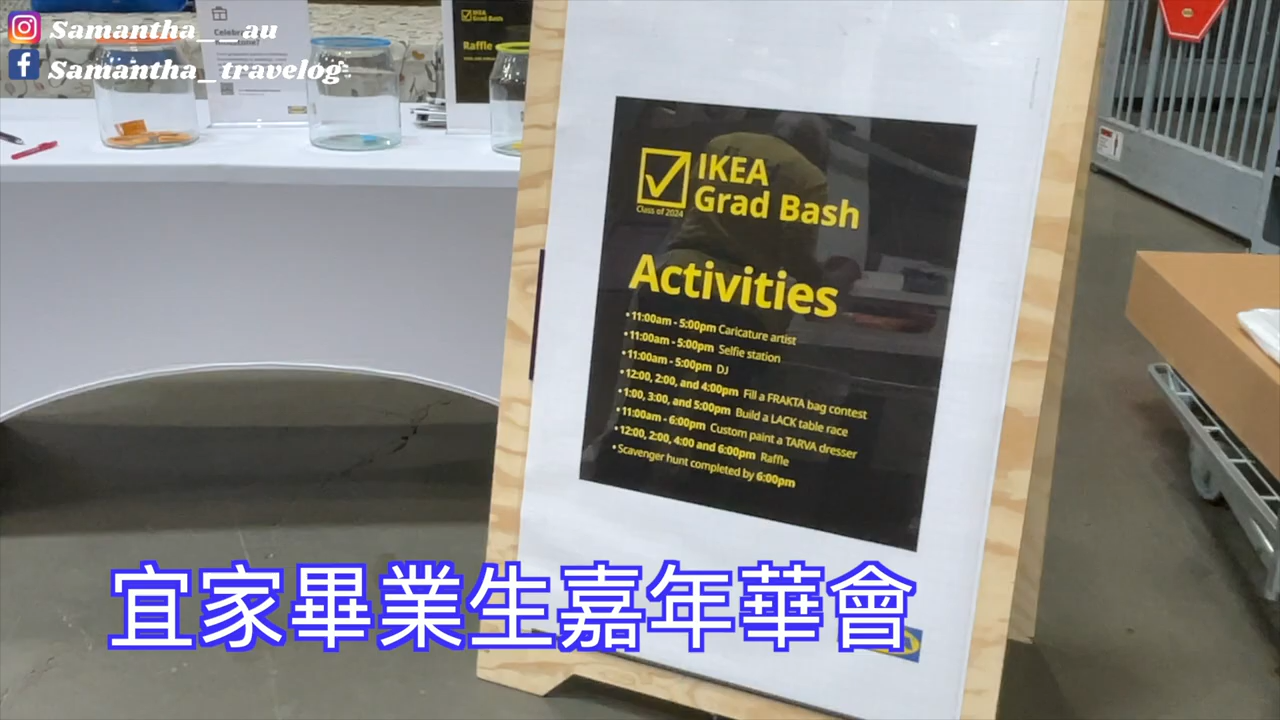 Samantha__au
Samantha_travelog
Celebr
IKEA
Grad Bash
Raffle
IKEA
Grad Bash
Class of 2024
Activities
• 11:00am - 5:00pm Caricature artist
• 11:00am - 5:00pm Selfie station
• 11:00am - 5:00pm DJ
• 12:00, 2:00, and 4:00pm Fill a FRAKTA bag contest
• 1:00, 3:00, and 5:00pm Build a LACK table race
• 11:00am - 6:00pm Custom paint a TARVA dresser
• 12:00, 2:00, 4:00 and 6:00pm Raffle
• Scavenger hunt completed by 6:00pm
宜家畢業生嘉年華會